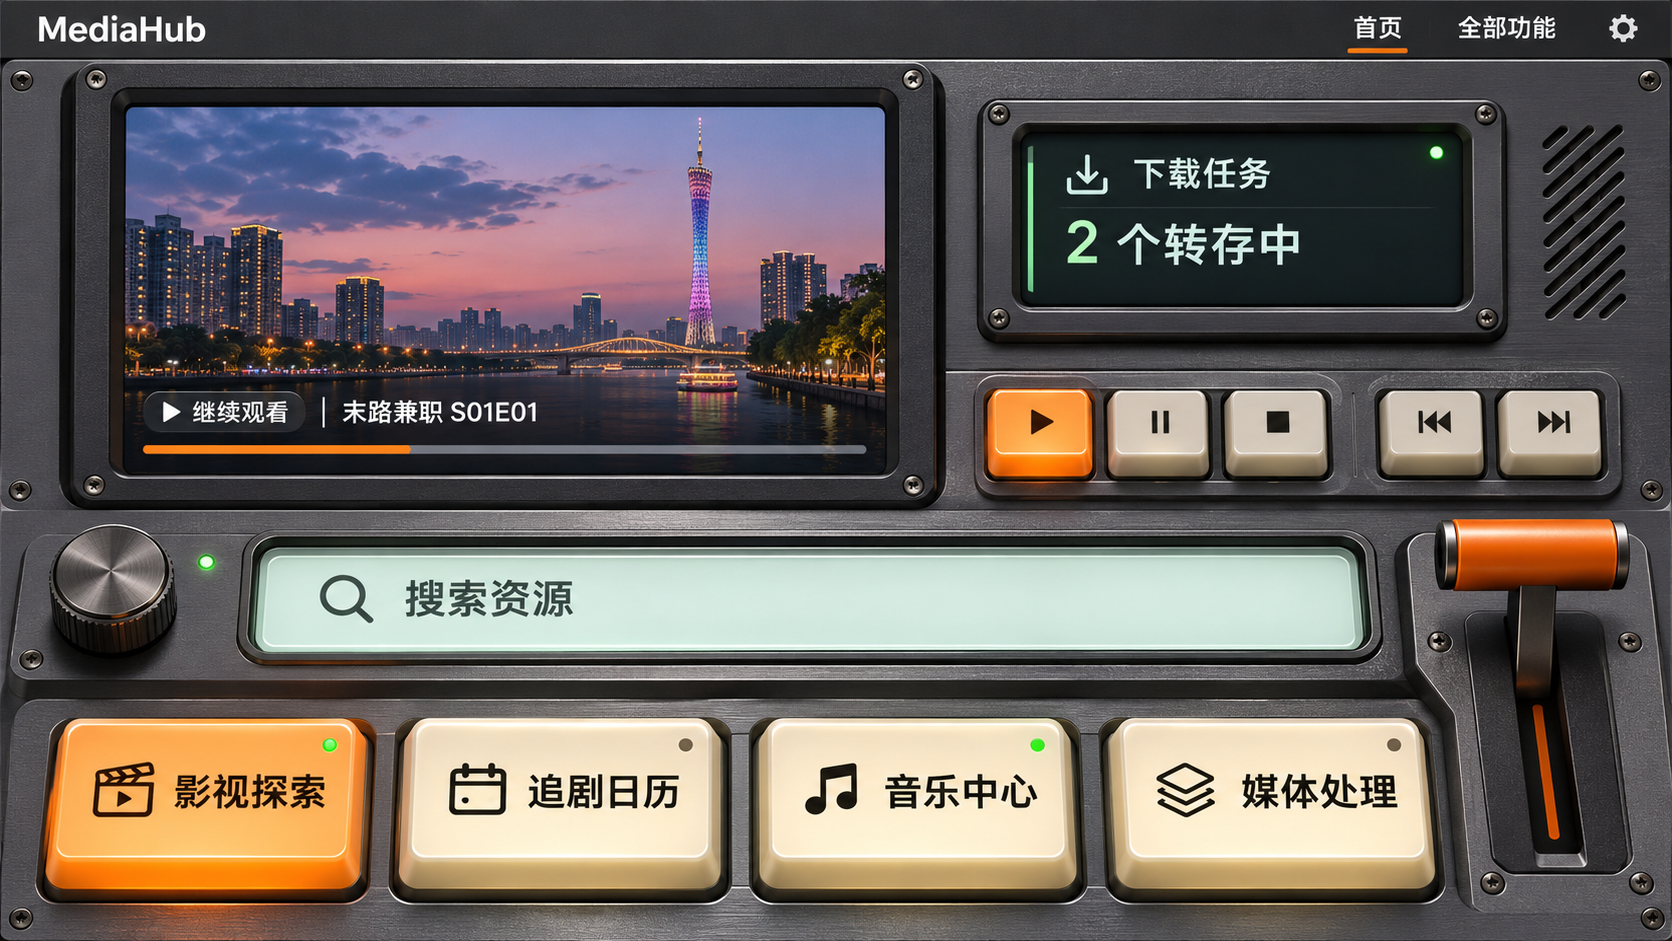 MediaHub
首页
全部功能
下载任务
2 个转存中
继续观看 | 末路兼职 S01E01
搜索资源
影视探索
追剧日历
音乐中心
媒体处理